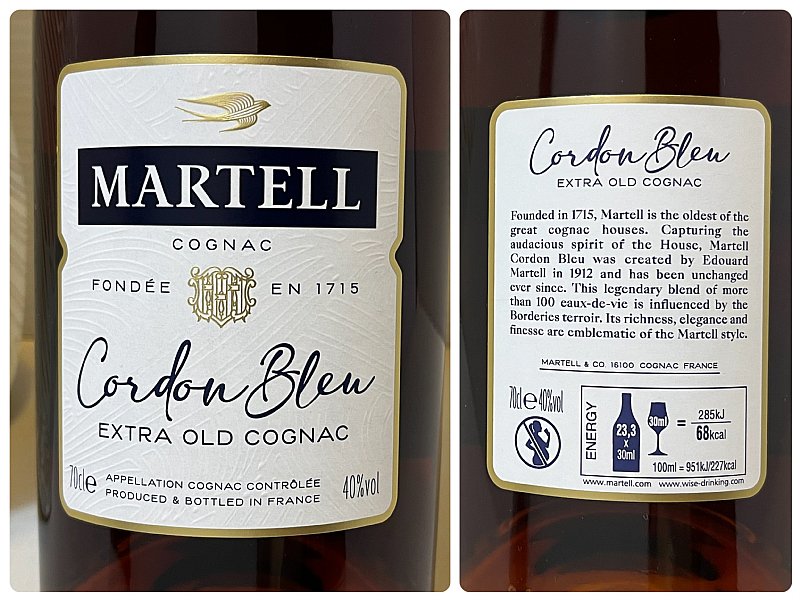 MARTELL
COGNAC
FONDÉE EN 1715
Cordon Bleu
EXTRA OLD COGNAC
70cl e APPELLATION COGNAC CONTRÔLÉE 40%vol
PRODUCED & BOTTLED IN FRANCE
Cordon Bleu
EXTRA OLD COGNAC
Founded in 1715, Martell is the oldest of the
great cognac houses. Capturing the
audacious spirit of the House, Martell
Cordon Bleu was created by Edouard
Martell in 1912 and has been unchanged
ever since. This legendary blend of more
than 100 eaux-de-vie is influenced by the
Borderies terroir. Its richness, elegance and
finesse are emblematic of the Martell style.
MARTELL & CO. 16100 COGNAC FRANCE
70cl e 40%vol
ENERGY
23,3
x
30ml
30ml
=
285kJ
68kcal
100ml = 951kJ/227kcal
www.martell.com www.wise-drinking.com